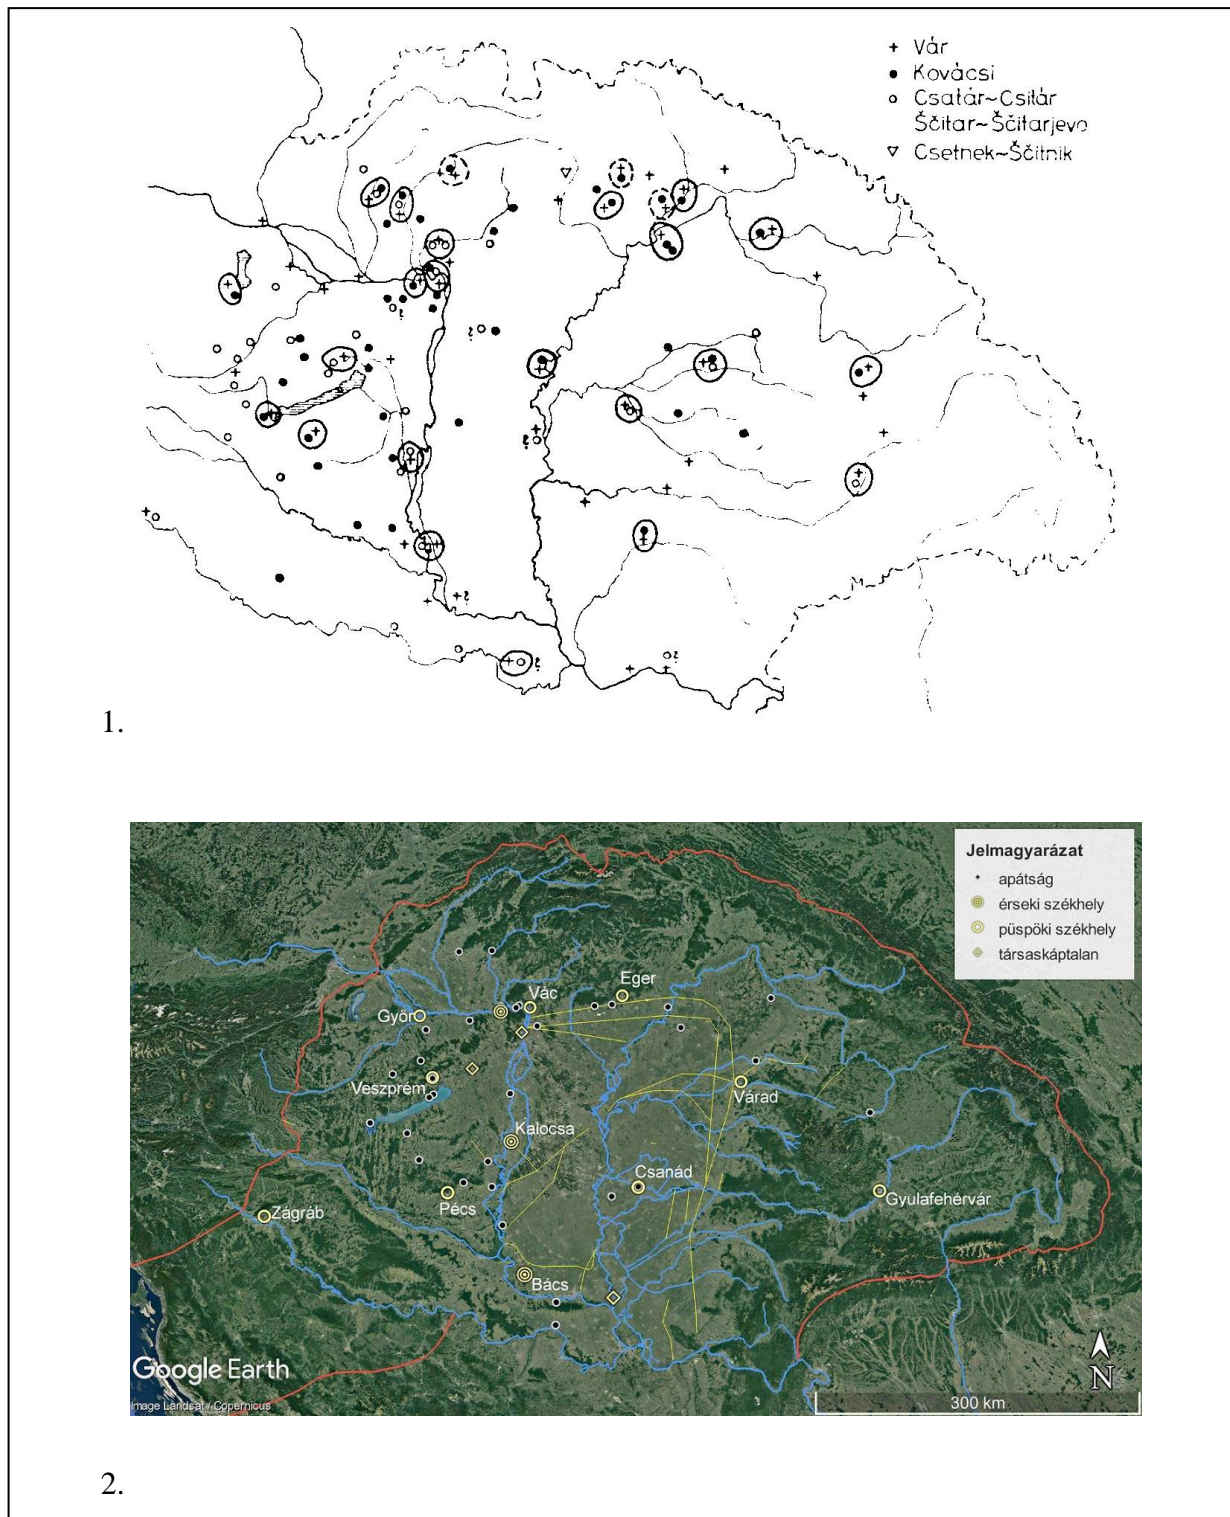 + Vár
• Kovácsi
o Csatár~Csitár
Ščitar~Ščitarjevo
▽ Csetnek~Ščitnik
?
?
?
?
?
?
1.
Jelmagyarázat
apátság
érseki székhely
püspöki székhely
társaskáptalan
Eger
Vác
Győr
Veszprém
Várad
Kalocsa
Csanád
Gyulafehérvár
Pécs
Zágráb
Bács
Google Earth
N
300 km
Image Landsat / Copernicus
2.